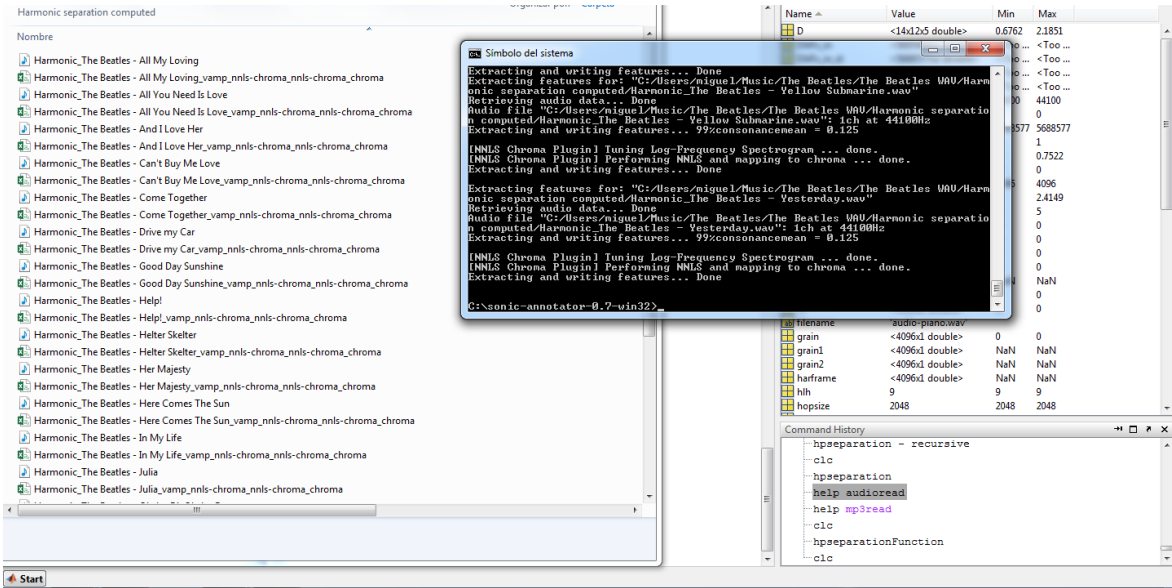 Harmonic separation computed
Nombre
Harmonic_The Beatles - All My Loving
Harmonic_The Beatles - All My Loving_vamp_nnls-chroma_nnls-chroma_chroma
Harmonic_The Beatles - All You Need Is Love
Harmonic_The Beatles - All You Need Is Love_vamp_nnls-chroma_nnls-chroma_chroma
Harmonic_The Beatles - And I Love Her
Harmonic_The Beatles - And I Love Her_vamp_nnls-chroma_nnls-chroma_chroma
Harmonic_The Beatles - Can't Buy Me Love
Harmonic_The Beatles - Can't Buy Me Love_vamp_nnls-chroma_nnls-chroma_chroma
Harmonic_The Beatles - Come Together
Harmonic_The Beatles - Come Together_vamp_nnls-chroma_nnls-chroma_chroma
Harmonic_The Beatles - Drive my Car
Harmonic_The Beatles - Drive my Car_vamp_nnls-chroma_nnls-chroma_chroma
Harmonic_The Beatles - Good Day Sunshine
Harmonic_The Beatles - Good Day Sunshine_vamp_nnls-chroma_nnls-chroma_chroma
Harmonic_The Beatles - Help!
Harmonic_The Beatles - Help!_vamp_nnls-chroma_nnls-chroma_chroma
Harmonic_The Beatles - Helter Skelter
Harmonic_The Beatles - Helter Skelter_vamp_nnls-chroma_nnls-chroma_chroma
Harmonic_The Beatles - Her Majesty
Harmonic_The Beatles - Her Majesty_vamp_nnls-chroma_nnls-chroma_chroma
Harmonic_The Beatles - Here Comes The Sun
Harmonic_The Beatles - Here Comes The Sun_vamp_nnls-chroma_nnls-chroma_chroma
Harmonic_The Beatles - In My Life
Harmonic_The Beatles - In My Life_vamp_nnls-chroma_nnls-chroma_chroma
Harmonic_The Beatles - Julia
Harmonic_The Beatles - Julia_vamp_nnls-chroma_nnls-chroma_chroma
Símbolo del sistema
Extracting and writing features... Done
Extracting features for: "C:/Users/miguel/Music/The Beatles/The Beatles WAV/Harm
onic separation computed/Harmonic_The Beatles - Yellow Submarine.wav"
Retrieving audio data... Done
Audio file "C:/Users/miguel/Music/The Beatles/The Beatles WAV/Harmonic separatio
n computed/Harmonic_The Beatles - Yellow Submarine.wav": 1ch at 44100Hz
Extracting and writing features... 99%consonancemean = 0.125
[NNLS Chroma Plugin] Tuning Log-Frequency Spectrogram ... done.
[NNLS Chroma Plugin] Performing NNLS and mapping to chroma ... done.
Extracting and writing features... Done
Extracting features for: "C:/Users/miguel/Music/The Beatles/The Beatles WAV/Harm
onic separation computed/Harmonic_The Beatles - Yesterday.wav"
Retrieving audio data... Done
Audio file "C:/Users/miguel/Music/The Beatles/The Beatles WAV/Harmonic separatio
n computed/Harmonic_The Beatles - Yesterday.wav": 1ch at 44100Hz
Extracting and writing features... 99%consonancemean = 0.125
[NNLS Chroma Plugin] Tuning Log-Frequency Spectrogram ... done.
[NNLS Chroma Plugin] Performing NNLS and mapping to chroma ... done.
Extracting and writing features... Done
C:\sonic-annotator-0.7-win32>_
Name Value Min Max
D <14x12x5 double> 0.6762 2.1851
<Too ...
<Too ...
<Too ...
44100
0
5688577
1
0.7522
0
4096
2.4149
5
0
0
0
0
NaN
0
0
filename 'audio-piano.wav'
grain <4096x1 double> 0 0
grain1 <4096x1 double> NaN NaN
grain2 <4096x1 double> NaN NaN
harframe <4096x1 double> NaN NaN
hlh 9 9 9
hopsize 2048 2048 2048
Command History
hpseparation - recursive
clc
hpseparation
help audioread
help mp3read
clc
hpseparationFunction
clc
Start